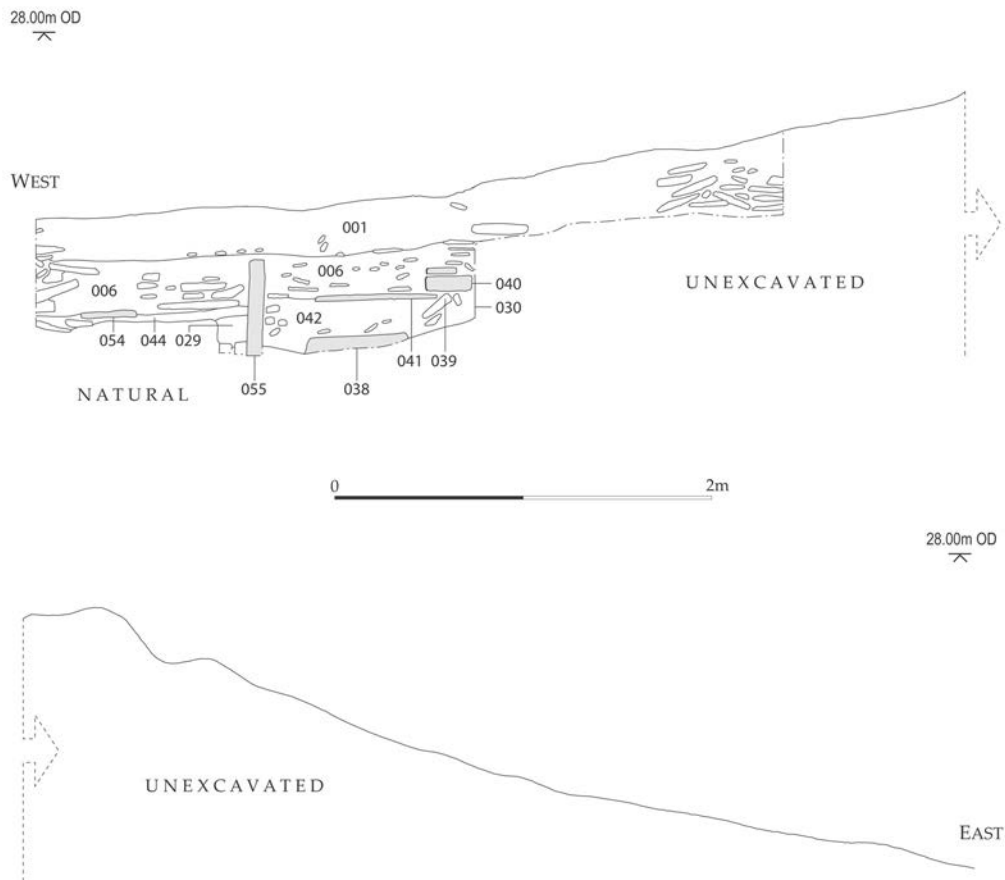 28.00m OD
WEST
001
006
006
040
UNEXCAVATED
030
042
054 044 029
041 039
055 038
NATURAL
0 2m
28.00m OD
UNEXCAVATED
EAST